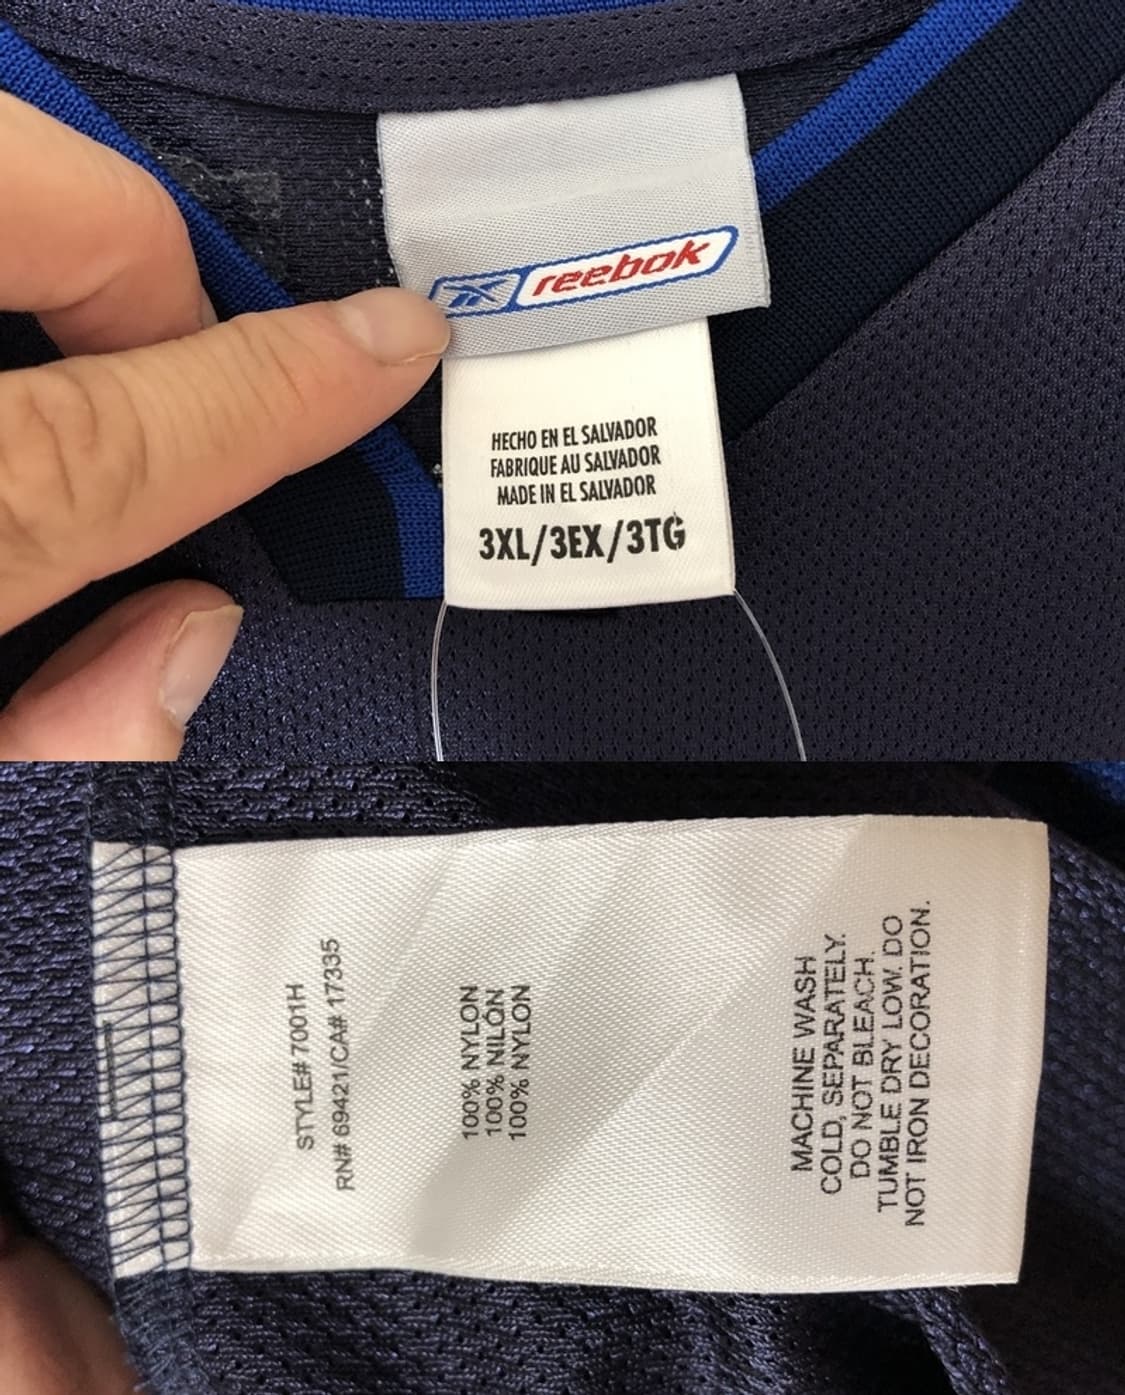 reebok
HECHO EN EL SALVADOR
FABRIQUE AU SALVADOR
MADE IN EL SALVADOR
3XL/3EX/3TG
STYLE# 7001H
RN# 69421/CA# 17335
100% NYLON
100% NILÓN
100% NYLON
MACHINE WASH
COLD, SEPARATELY.
DO NOT BLEACH.
TUMBLE DRY LOW. DO
NOT IRON DECORATION.